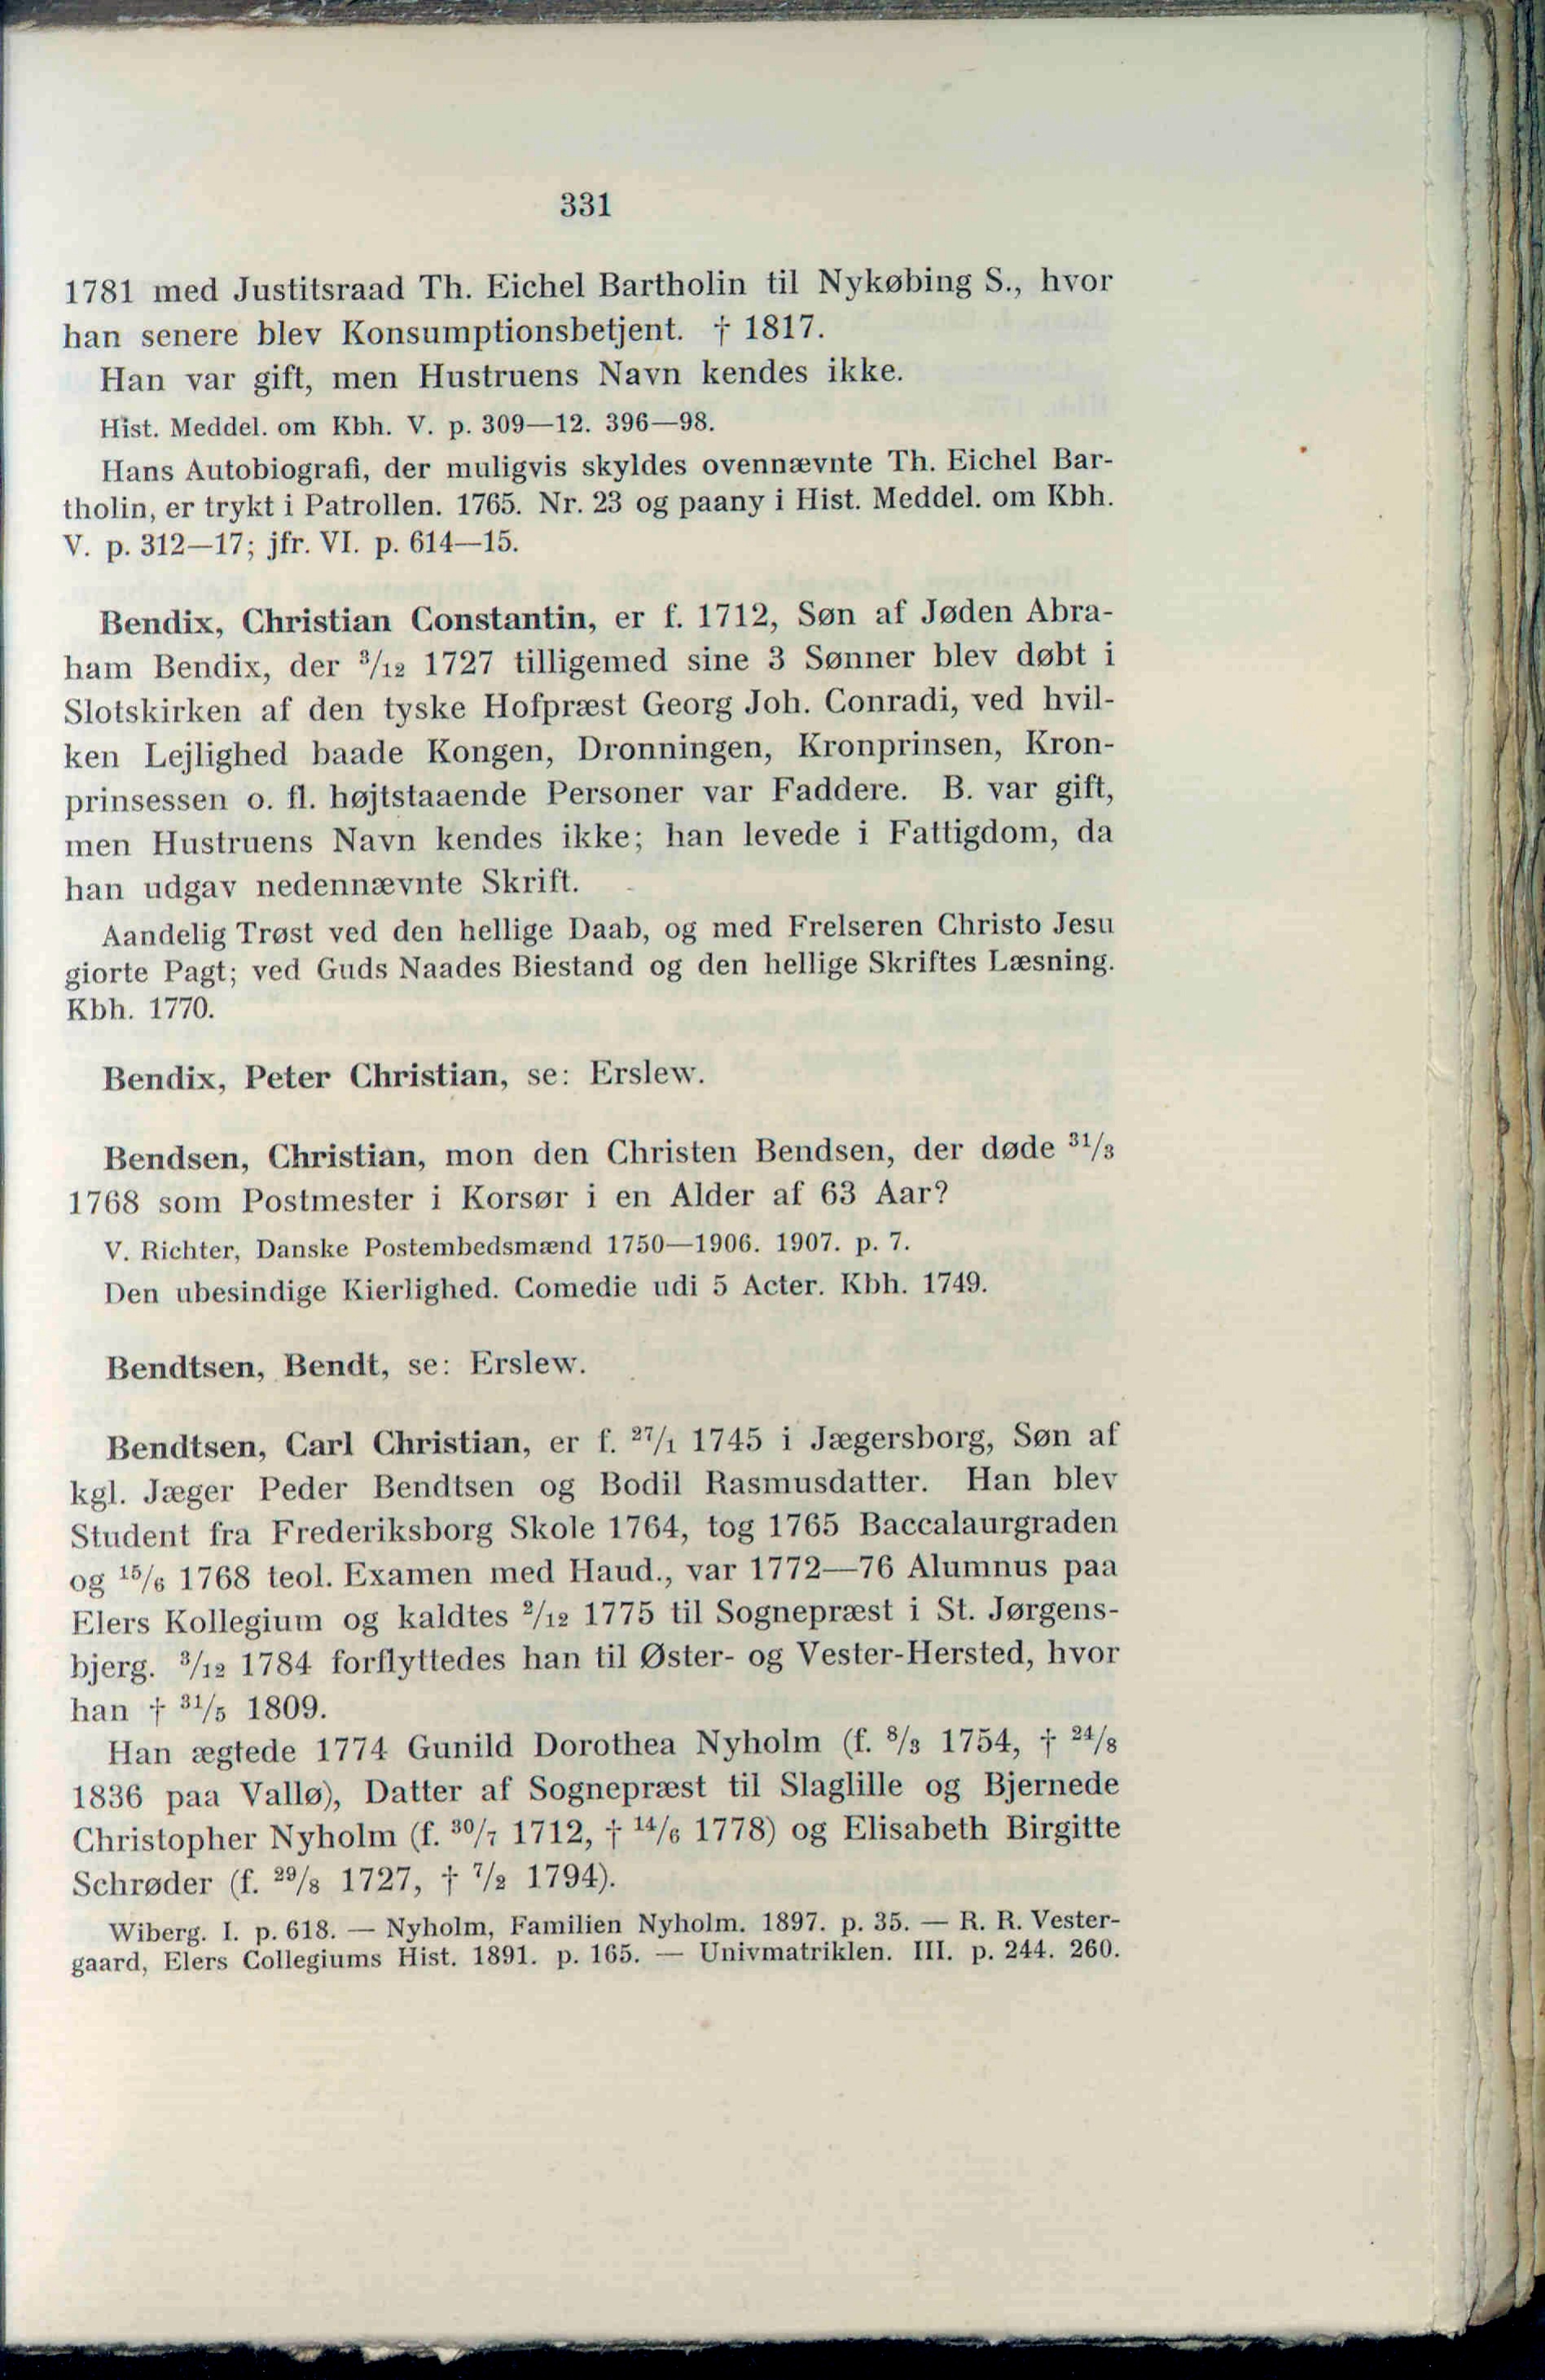 331
1781 med Justitsraad Th. Eichel Bartholin til Nykøbing S., hvor
han senere blev Konsumptionsbetjent. † 1817.
Han var gift, men Hustruens Navn kendes ikke.
Hist. Meddel. om Kbh. V. p. 309—12. 396—98.
Hans Autobiografi, der muligvis skyldes ovennævnte Th. Eichel Bar-
tholin, er trykt i Patrollen. 1765. Nr. 23 og paany i Hist. Meddel. om Kbh.
V. p. 312—17; jfr. VI. p. 614—15.
Bendix, Christian Constantin, er f. 1712, Søn af Jøden Abra-
ham Bendix, der 3/12 1727 tilligemed sine 3 Sønner blev døbt i
Slotskirken af den tyske Hofpræst Georg Joh. Conradi, ved hvil-
ken Lejlighed baade Kongen, Dronningen, Kronprinsen, Kron-
prinsessen o. fl. højtstaaende Personer var Faddere. B. var gift,
men Hustruens Navn kendes ikke; han levede i Fattigdom, da
han udgav nedennævnte Skrift.
Aandelig Trøst ved den hellige Daab, og med Frelseren Christo Jesu
giorte Pagt; ved Guds Naades Biestand og den hellige Skriftes Læsning.
Kbh. 1770.
Bendix, Peter Christian, se: Erslew.
Bendsen, Christian, mon den Christen Bendsen, der døde 31/3
1768 som Postmester i Korsør i en Alder af 63 Aar?
V. Richter, Danske Postembedsmænd 1750—1906. 1907. p. 7.
Den ubesindige Kierlighed. Comedie udi 5 Acter. Kbh. 1749.
Bendtsen, Bendt, se: Erslew.
Bendtsen, Carl Christian, er f. 27/1 1745 i Jægersborg, Søn af
kgl. Jæger Peder Bendtsen og Bodil Rasmusdatter. Han blev
Student fra Frederiksborg Skole 1764, tog 1765 Baccalaurgraden
og 15/6 1768 teol. Examen med Haud., var 1772—76 Alumnus paa
Elers Kollegium og kaldtes 2/12 1775 til Sognepræst i St. Jørgens-
bjerg. 3/12 1784 forflyttedes han til Øster- og Vester-Hersted, hvor
han † 31/5 1809.
Han ægtede 1774 Gunild Dorothea Nyholm (f. 8/3 1754, † 24/8
1836 paa Vallø), Datter af Sognepræst til Slaglille og Bjernede
Christopher Nyholm (f. 30/7 1712, † 14/6 1778) og Elisabeth Birgitte
Schrøder (f. 29/8 1727, † 7/2 1794).
Wiberg. I. p. 618. — Nyholm, Familien Nyholm. 1897. p. 35. — R. R. Vester-
gaard, Elers Collegiums Hist. 1891. p. 165. — Univmatriklen. III. p. 244. 260.